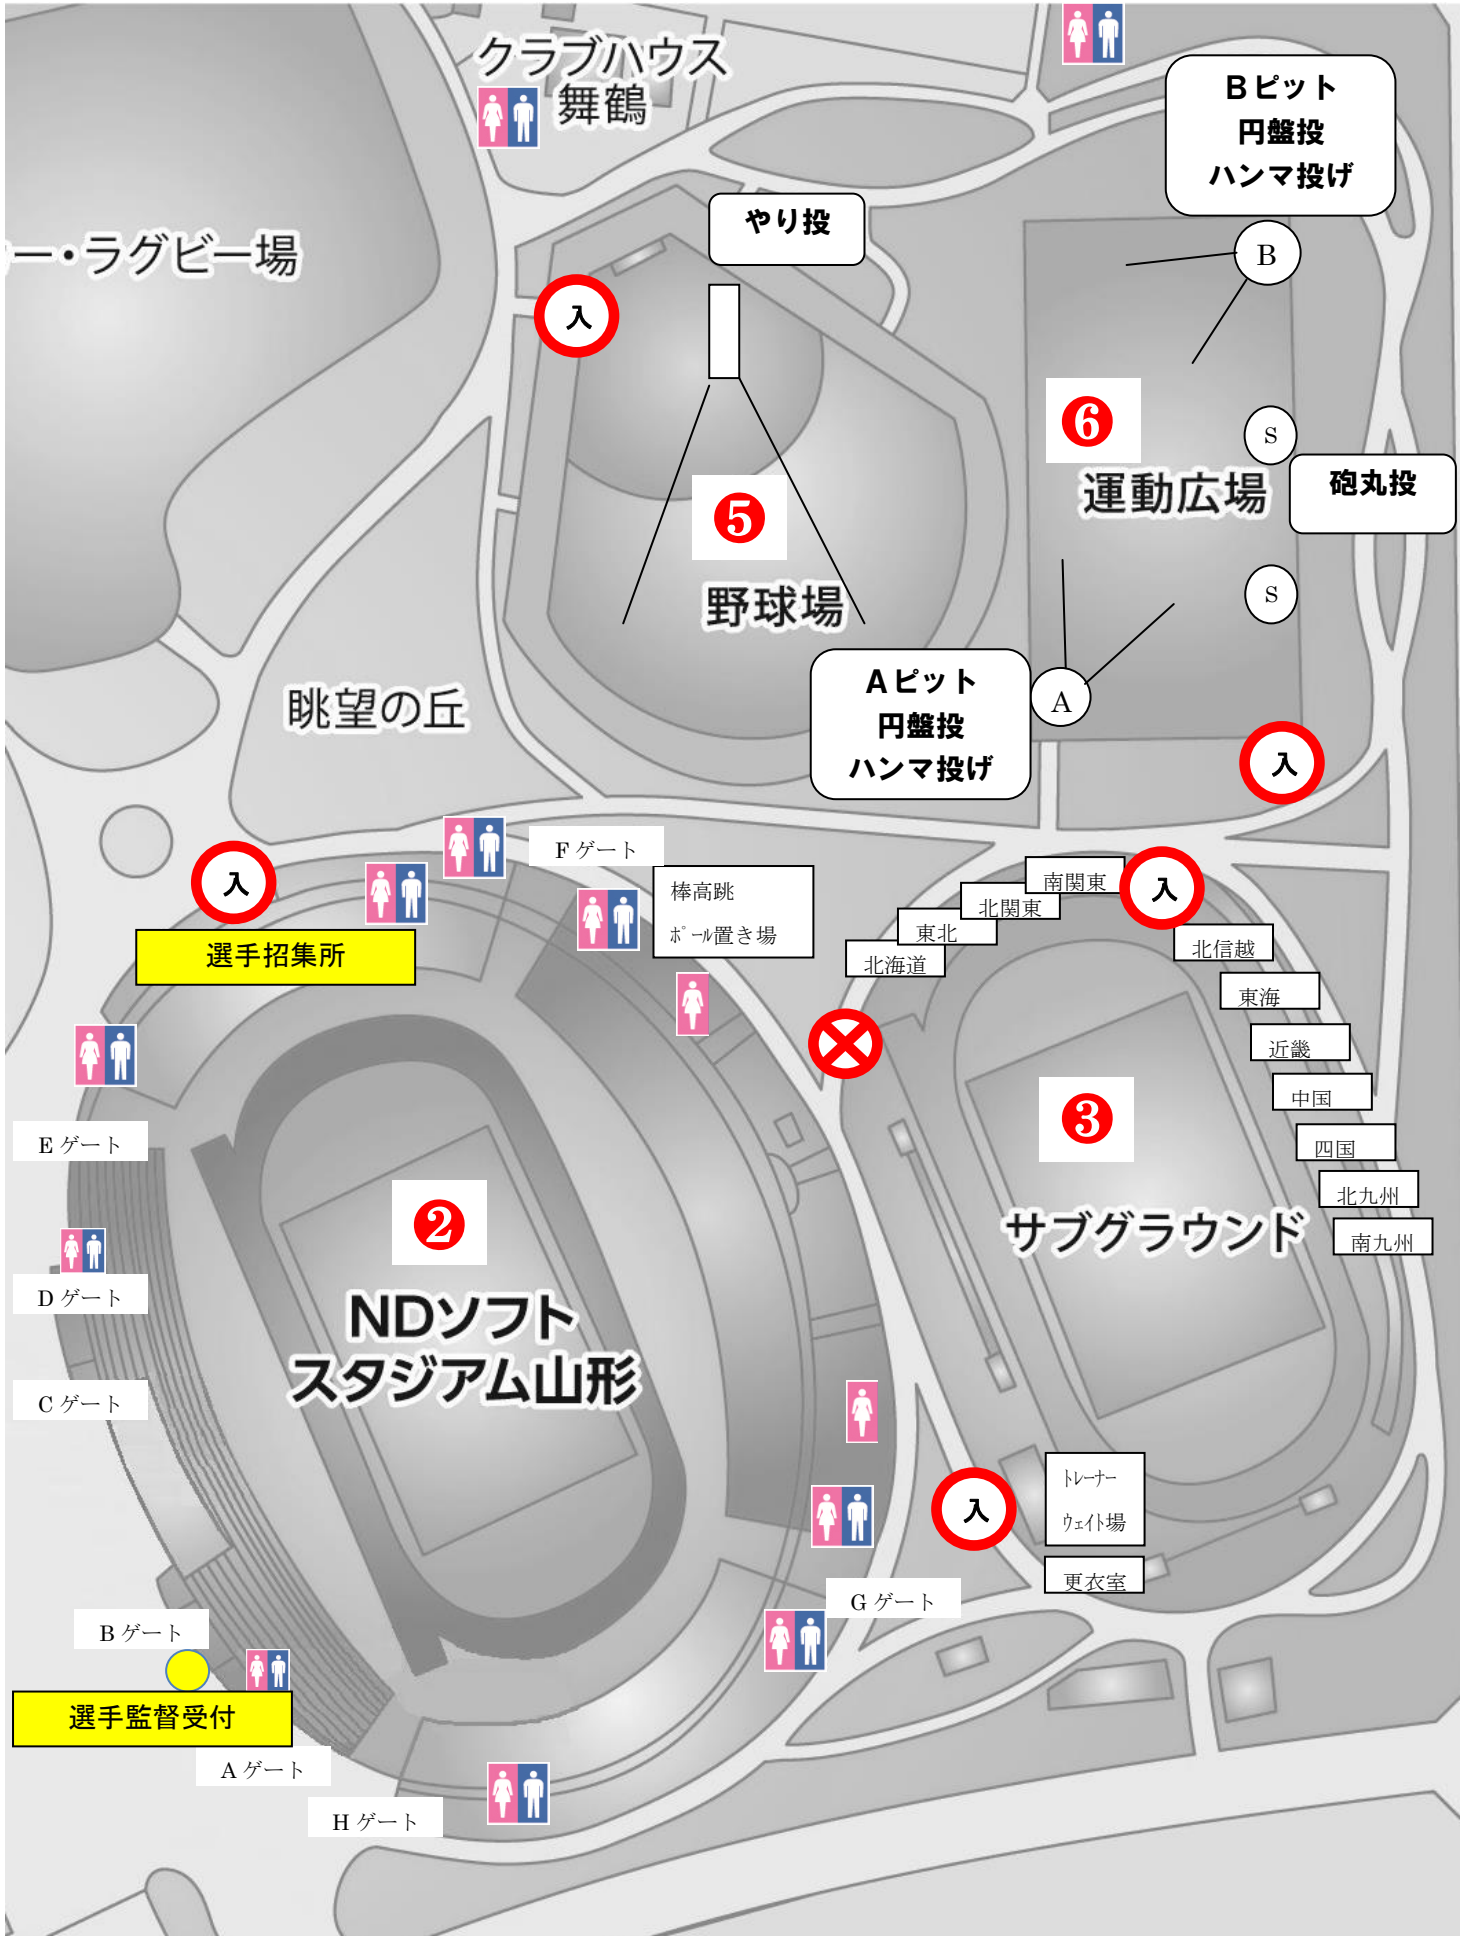 クラブハウス
舞鶴
Bピット
円盤投
ハンマ投げ
ー・ラグビー場
やり投
B
入
6
S
運動広場
砲丸投
5
野球場
S
眺望の丘
Aピット
円盤投
ハンマ投げ
A
入
Fゲート
入
棒高跳
ﾎﾟｰﾙ置き場
選手招集所
南関東
入
北関東
東北
北海道
北信越
東海
近畿
中国
四国
北九州
南九州
3
サブグラウンド
Eゲート
2
Dゲート
NDソフト
スタジアム山形
Cゲート
ﾄﾚｰﾅｰ
ｳｪｲﾄ場
入
更衣室
Gゲート
Bゲート
選手監督受付
Aゲート
Hゲート